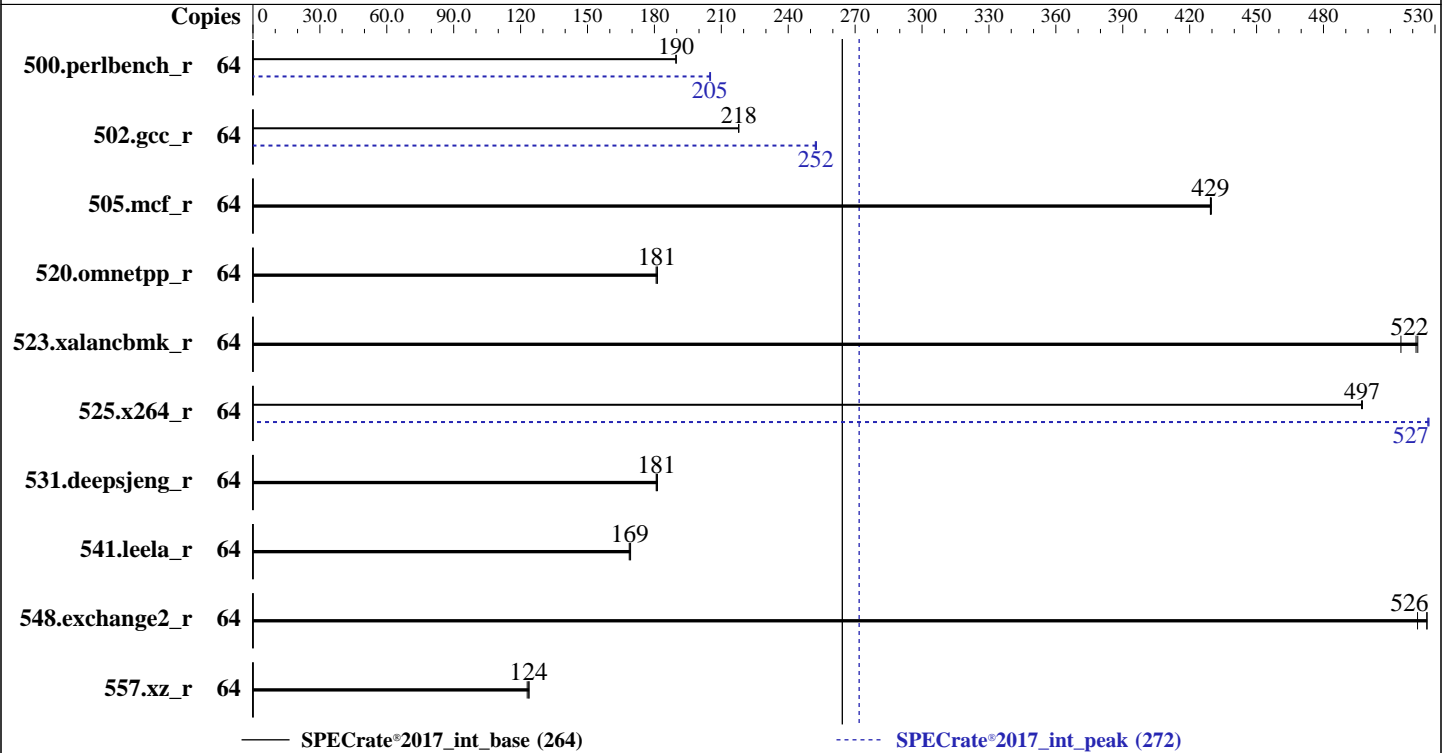 Copies 0 30.0 60.0 90.0 120 150 180 210 240 270 300 330 360 390 420 450 480 530
500.perlbench_r 64 190
205
502.gcc_r 64 218
252
505.mcf_r 64 429
520.omnetpp_r 64 181
523.xalancbmk_r 64 522
525.x264_r 64 497
527
531.deepsjeng_r 64 181
541.leela_r 64 169
548.exchange2_r 64 526
557.xz_r 64 124
SPECrate®2017_int_base (264) SPECrate®2017_int_peak (272)